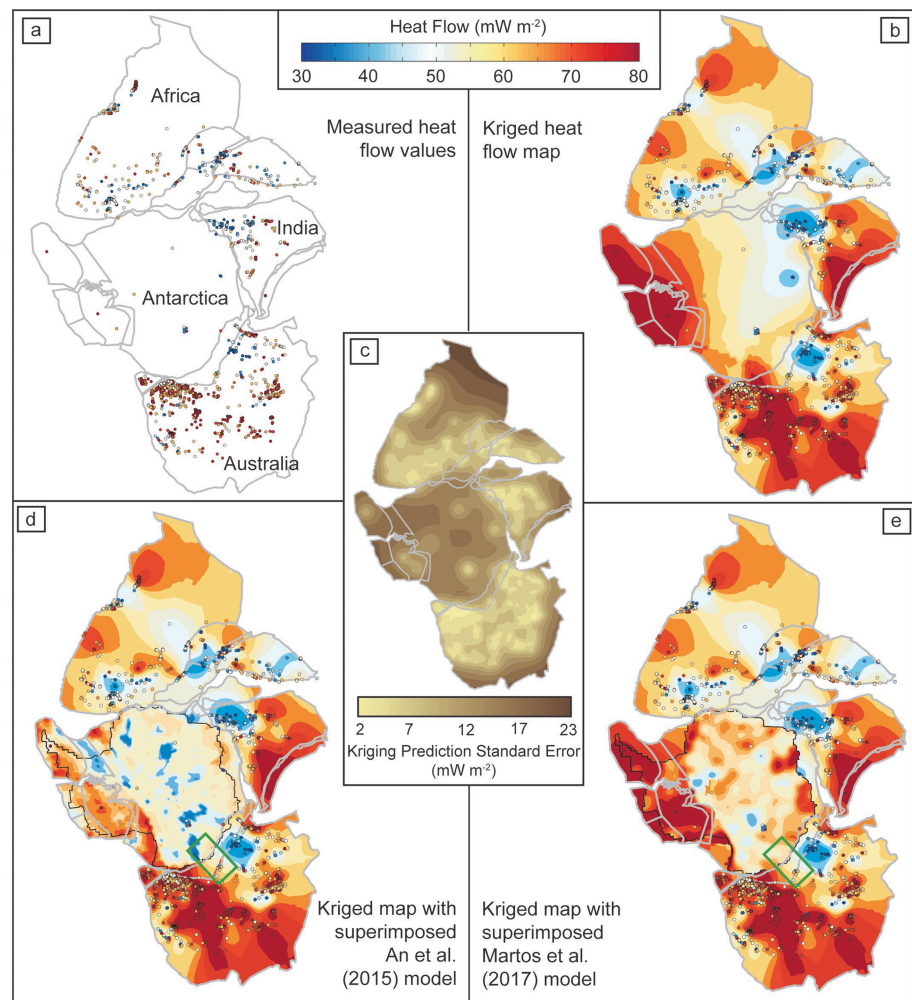 a
Heat Flow (mW m-2)
30 40 50 60 70 80
b
Africa
India
Antarctica
Australia
Measured heat
flow values
Kriged heat
flow map
c
2 7 12 17 23
Kriging Prediction Standard Error
(mW m-2)
d
Kriged map with
superimposed
An et al.
(2015) model
e
Kriged map with
superimposed
Martos et al.
(2017) model